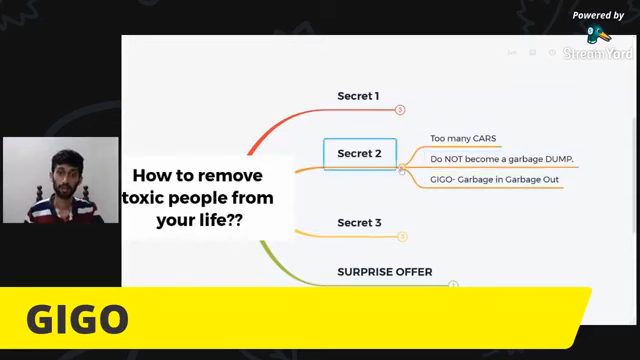 Powered by
StreamYard
Secret 1
Secret 2
Too many CARS
Do NOT become a garbage DUMP.
GIGO- Garbage in Garbage Out
How to remove
toxic people from
your life??
Secret 3
SURPRISE OFFER
GIGO